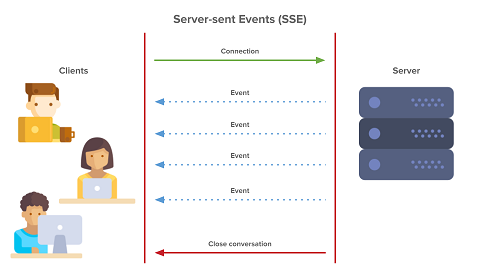 Server-sent Events (SSE)
Connection
Clients
Server
Event
Event
Event
Event
Close conversation